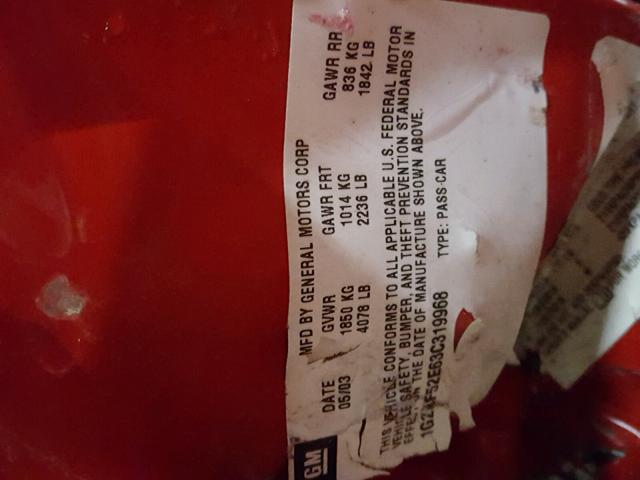 GM
MFD BY GENERAL MOTORS CORP
DATE GVWR GAWR FRT GAWR RR
05/03 1850 KG 1014 KG 836 KG
4078 LB 2236 LB 1842 LB
THIS VEHICLE CONFORMS TO ALL APPLICABLE U.S. FEDERAL MOTOR
VEHICLE SAFETY, BUMPER, AND THEFT PREVENTION STANDARDS IN
THE DATE OF MANUFACTURE SHOWN ABOVE.
TYPE: PASS-CAR